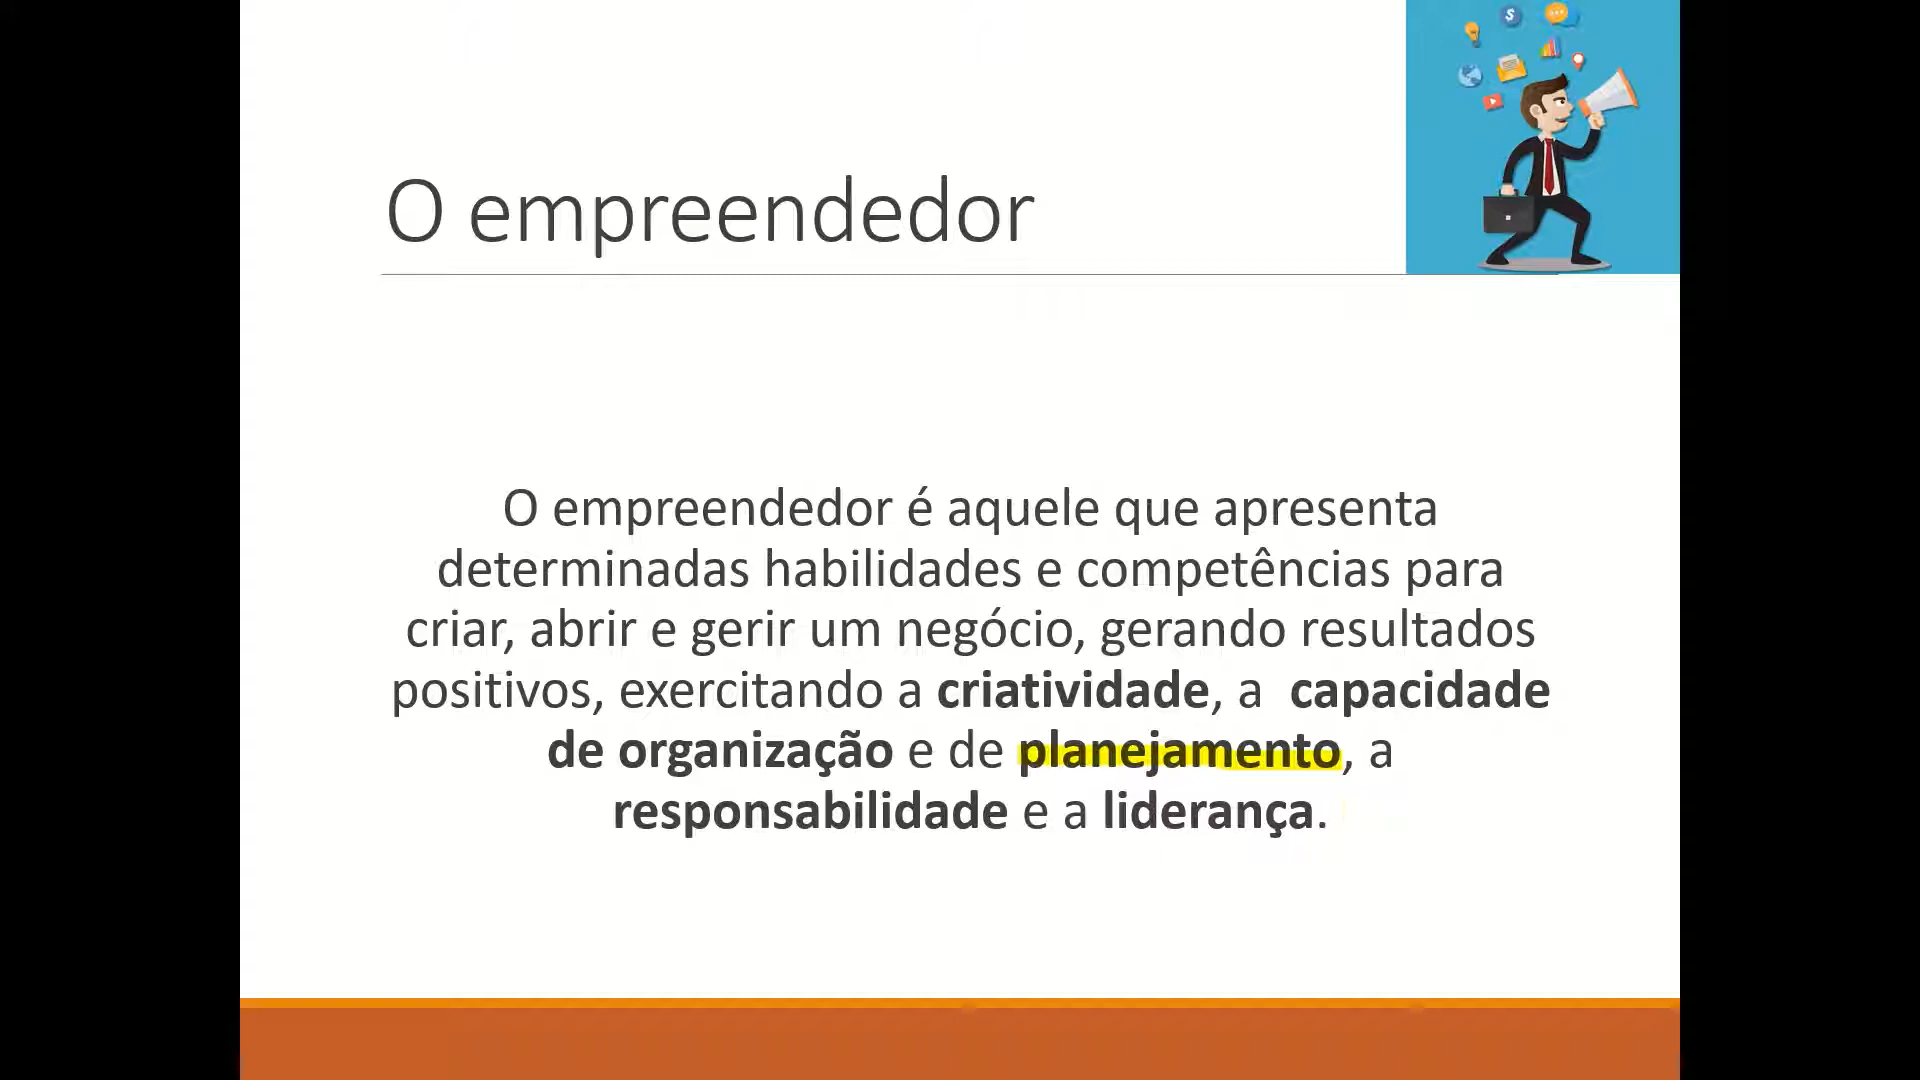 O empreendedor
O empreendedor é aquele que apresenta
determinadas habilidades e competências para
criar, abrir e gerir um negócio, gerando resultados
positivos, exercitando a criatividade, a capacidade
de organização e de planejamento, a
responsabilidade e a liderança.
$